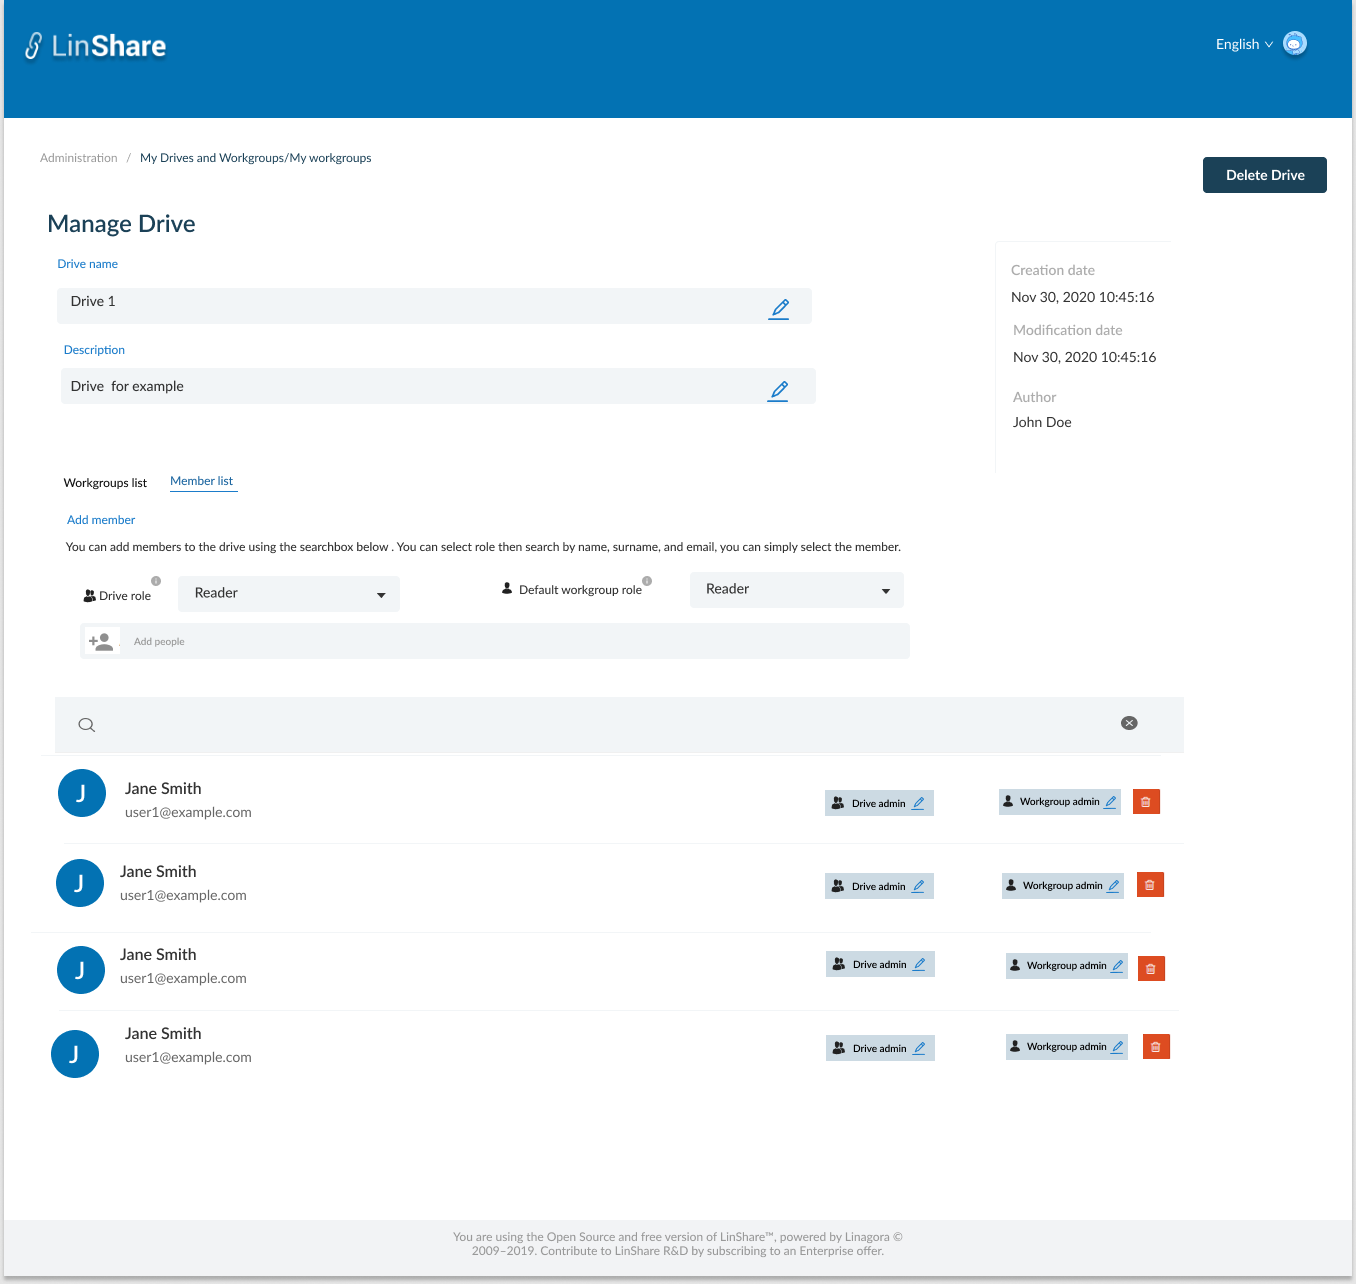 LinShare
English
Administration / My Drives and Workgroups/My workgroups
Delete Drive
Manage Drive
Drive name
Drive 1
Description
Drive  for example
Creation date
Nov 30, 2020 10:45:16
Modification date
Nov 30, 2020 10:45:16
Author
John Doe
Workgroups list
Member list
Add member
You can add members to the drive using the searchbox below . You can select role then search by name, surname, and email, you can simply select the member.
Drive role
Reader
Default workgroup role
Reader
Add people
J
Jane Smith
user1@example.com
Drive admin
Workgroup admin
J
Jane Smith
user1@example.com
Drive admin
Workgroup admin
J
Jane Smith
user1@example.com
Drive admin
Workgroup admin
J
Jane Smith
user1@example.com
Drive admin
Workgroup admin
You are using the Open Source and free version of LinShare™, powered by Linagora ©
2009–2019. Contribute to LinShare R&D by subscribing to an Enterprise offer.